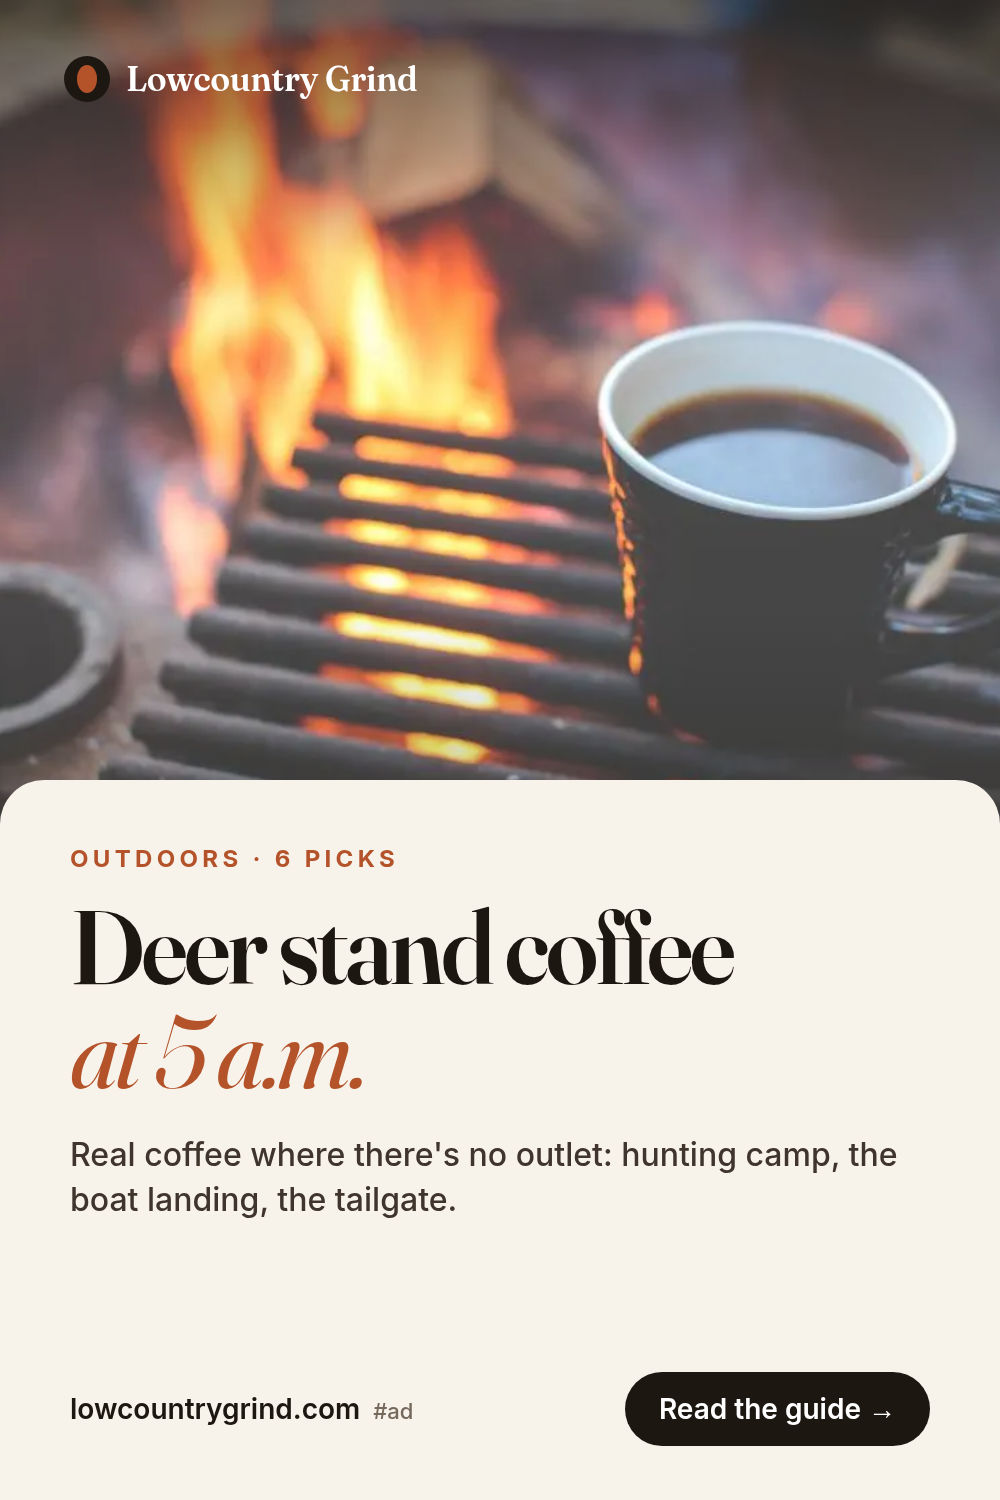 Lowcountry Grind
OUTDOORS · 6 PICKS
Deer stand coffee
at 5 a.m.
Real coffee where there's no outlet: hunting camp, the
boat landing, the tailgate.
lowcountrygrind.com #ad
Read the guide →